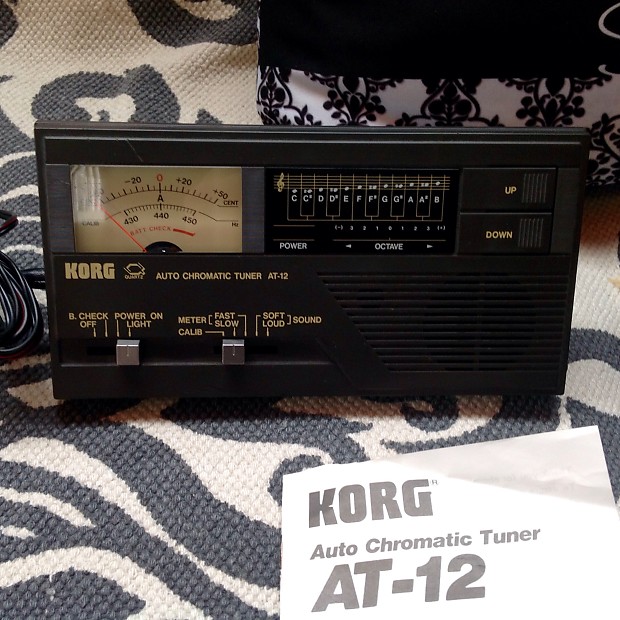 -20 0 +20
+50
CENT
A
CALIB
430 440 450
Hz
BATT CHECK
C C# D D# E F F# G G# A A# B
(-) 3 2 1 0 1 2 3 (+)
POWER ◄ OCTAVE ►
UP
DOWN
KORG QUARTZ AUTO CHROMATIC TUNER AT-12
B. CHECK POWER ON
OFF LIGHT
METER FAST SOFT SOUND
SLOW LOUD
CALIB
KORG®
Auto Chromatic Tuner
AT-12